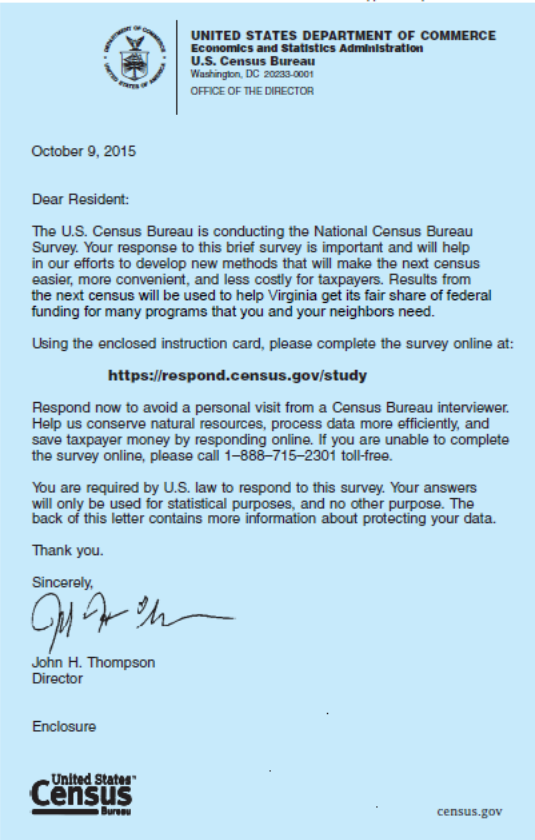 UNITED STATES DEPARTMENT OF COMMERCE
Economics and Statistics Administration
U.S. Census Bureau
Washington, DC 20233-0001
OFFICE OF THE DIRECTOR
DEPARTMENT OF COMMERCE
UNITED STATES OF AMERICA
October 9, 2015
Dear Resident:
The U.S. Census Bureau is conducting the National Census Bureau
Survey. Your response to this brief survey is important and will help
in our efforts to develop new methods that will make the next census
easier, more convenient, and less costly for taxpayers. Results from
the next census will be used to help Virginia get its fair share of federal
funding for many programs that you and your neighbors need.
Using the enclosed instruction card, please complete the survey online at:
https://respond.census.gov/study
Respond now to avoid a personal visit from a Census Bureau interviewer.
Help us conserve natural resources, process data more efficiently, and
save taxpayer money by responding online. If you are unable to complete
the survey online, please call 1–888–715–2301 toll-free.
You are required by U.S. law to respond to this survey. Your answers
will only be used for statistical purposes, and no other purpose. The
back of this letter contains more information about protecting your data.
Thank you.
Sincerely,
John H. Thompson
Director
Enclosure
United States
Census
Bureau
census.gov